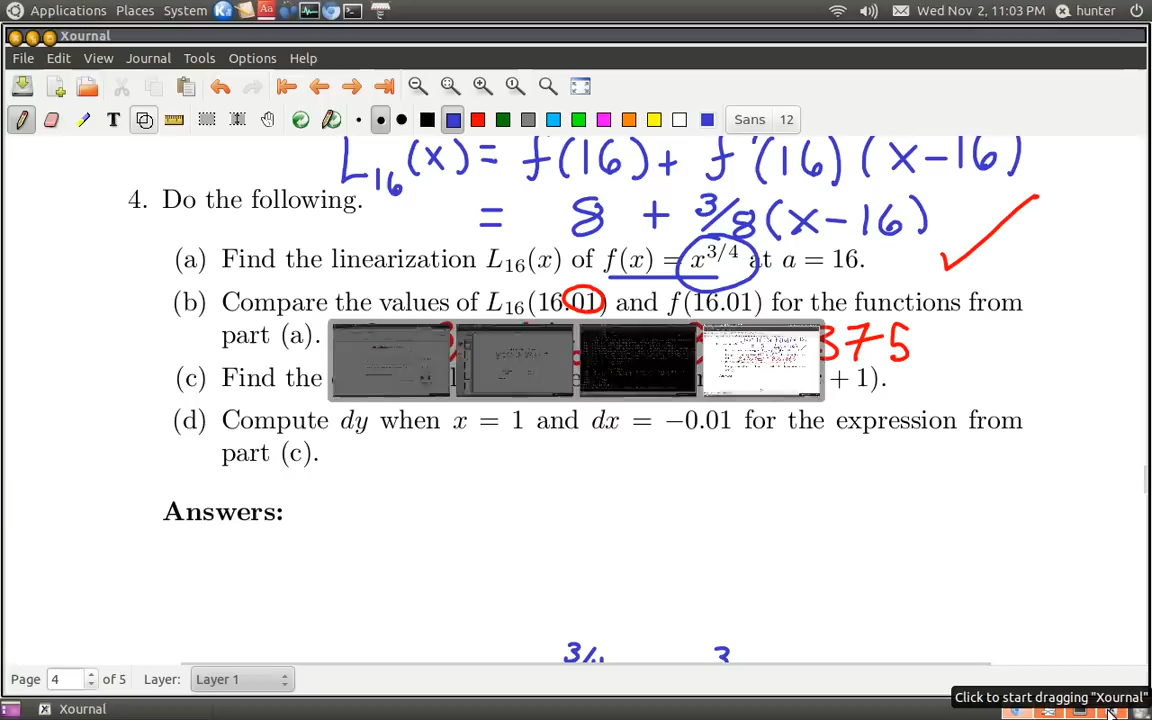 Applications Places System Wed Nov 2, 11:03 PM hunter
Xournal
File Edit View Journal Tools Options Help
Sans 12
L₁₆(x) = f(16) + f'(16)(x-16)
4. Do the following.
= 8 + 3/8(x-16)
(a) Find the linearization L₁₆(x) of f(x) = x^{3/4} at a = 16.
(b) Compare the values of L₁₆(16.01) and f(16.01) for the functions from
part (a). 375
(c) Find the + 1).
(d) Compute dy when x = 1 and dx = −0.01 for the expression from
part (c).
Answers:
3/4 3
Page 4 of 5 Layer: Layer 1
Click to start dragging "Xournal"
Xournal